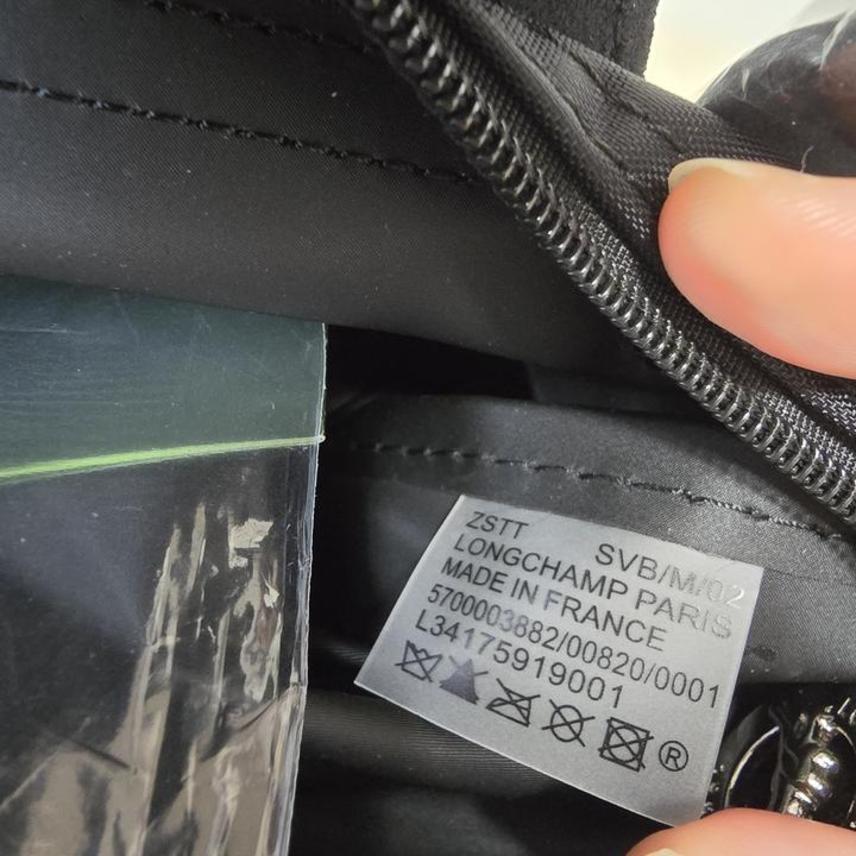 ZSTT SVB/M/02
LONGCHAMP PARIS
MADE IN FRANCE
5700003882/00820/0001
L34175919001
®